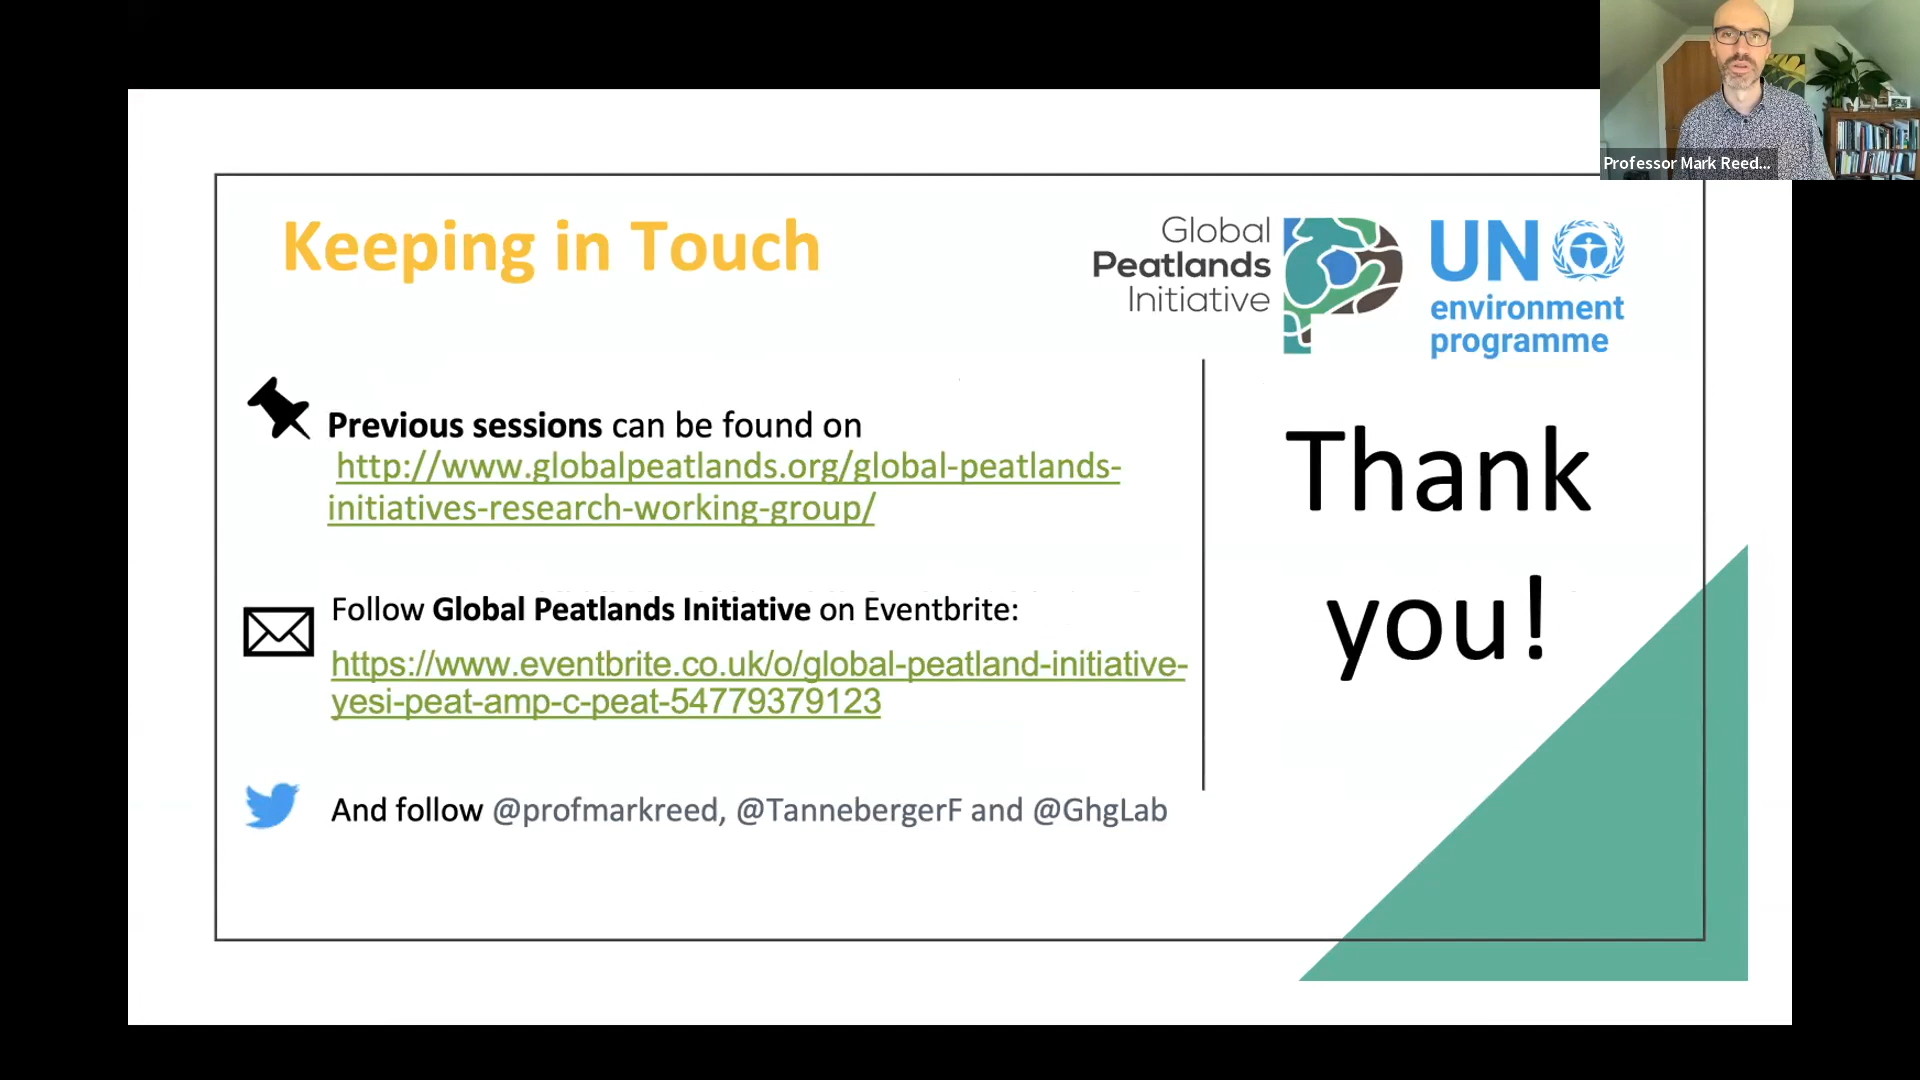 Professor Mark Reed...
Keeping in Touch
Global
Peatlands
Initiative
UN
environment
programme
Previous sessions can be found on
http://www.globalpeatlands.org/global-peatlands-
initiatives-research-working-group/
Follow Global Peatlands Initiative on Eventbrite:
https://www.eventbrite.co.uk/o/global-peatland-initiative-
yesi-peat-amp-c-peat-54779379123
And follow @profmarkreed, @TannebergerF and @GhgLab
Thank
you!